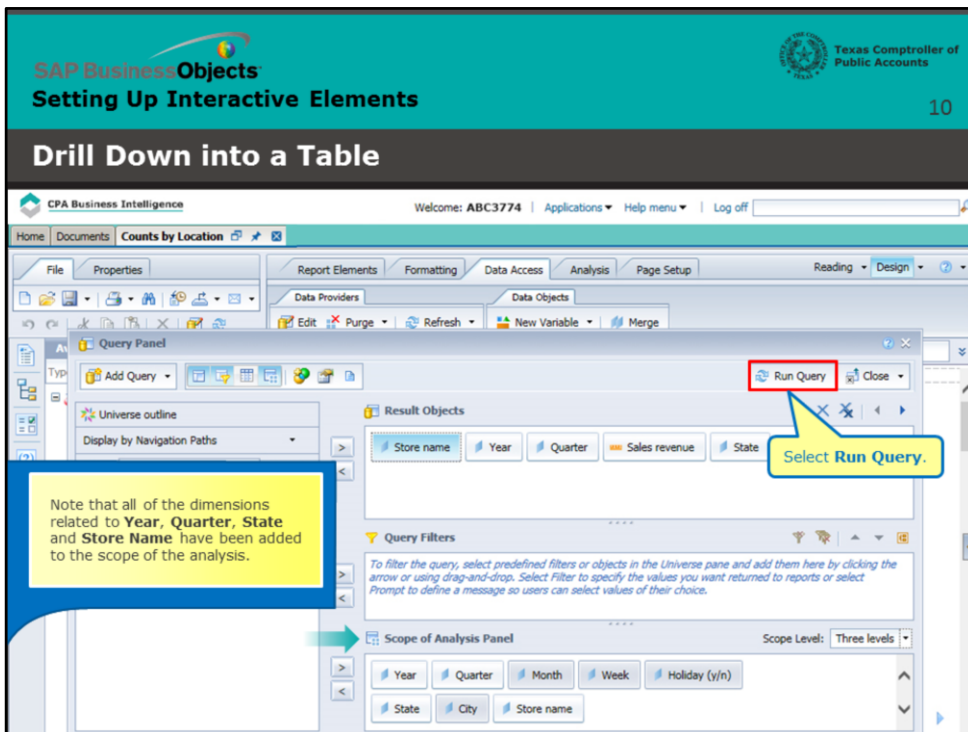 SAP BusinessObjects
Texas Comptroller of
Public Accounts
Setting Up Interactive Elements
10
Drill Down into a Table
CPA Business Intelligence
Welcome: ABC3774 | Applications Help menu | Log off
Home Documents Counts by Location
File Properties
Report Elements Formatting Data Access Analysis Page Setup
Reading Design
Data Providers Data Objects
Edit Purge Refresh New Variable Merge
Query Panel
Add Query
Run Query Close
Universe outline
Result Objects
Display by Navigation Paths
Store name Year Quarter Sales revenue State
Select Run Query.
Note that all of the dimensions
related to Year, Quarter, State
and Store Name have been added
to the scope of the analysis.
Query Filters
To filter the query, select predefined filters or objects in the Universe pane and add them here by clicking the
arrow or using drag-and-drop. Select Filter to specify the values you want returned to reports or select
Prompt to define a message so users can select values of their choice.
Scope of Analysis Panel
Scope Level: Three levels
Year Quarter Month Week Holiday (y/n)
State City Store name